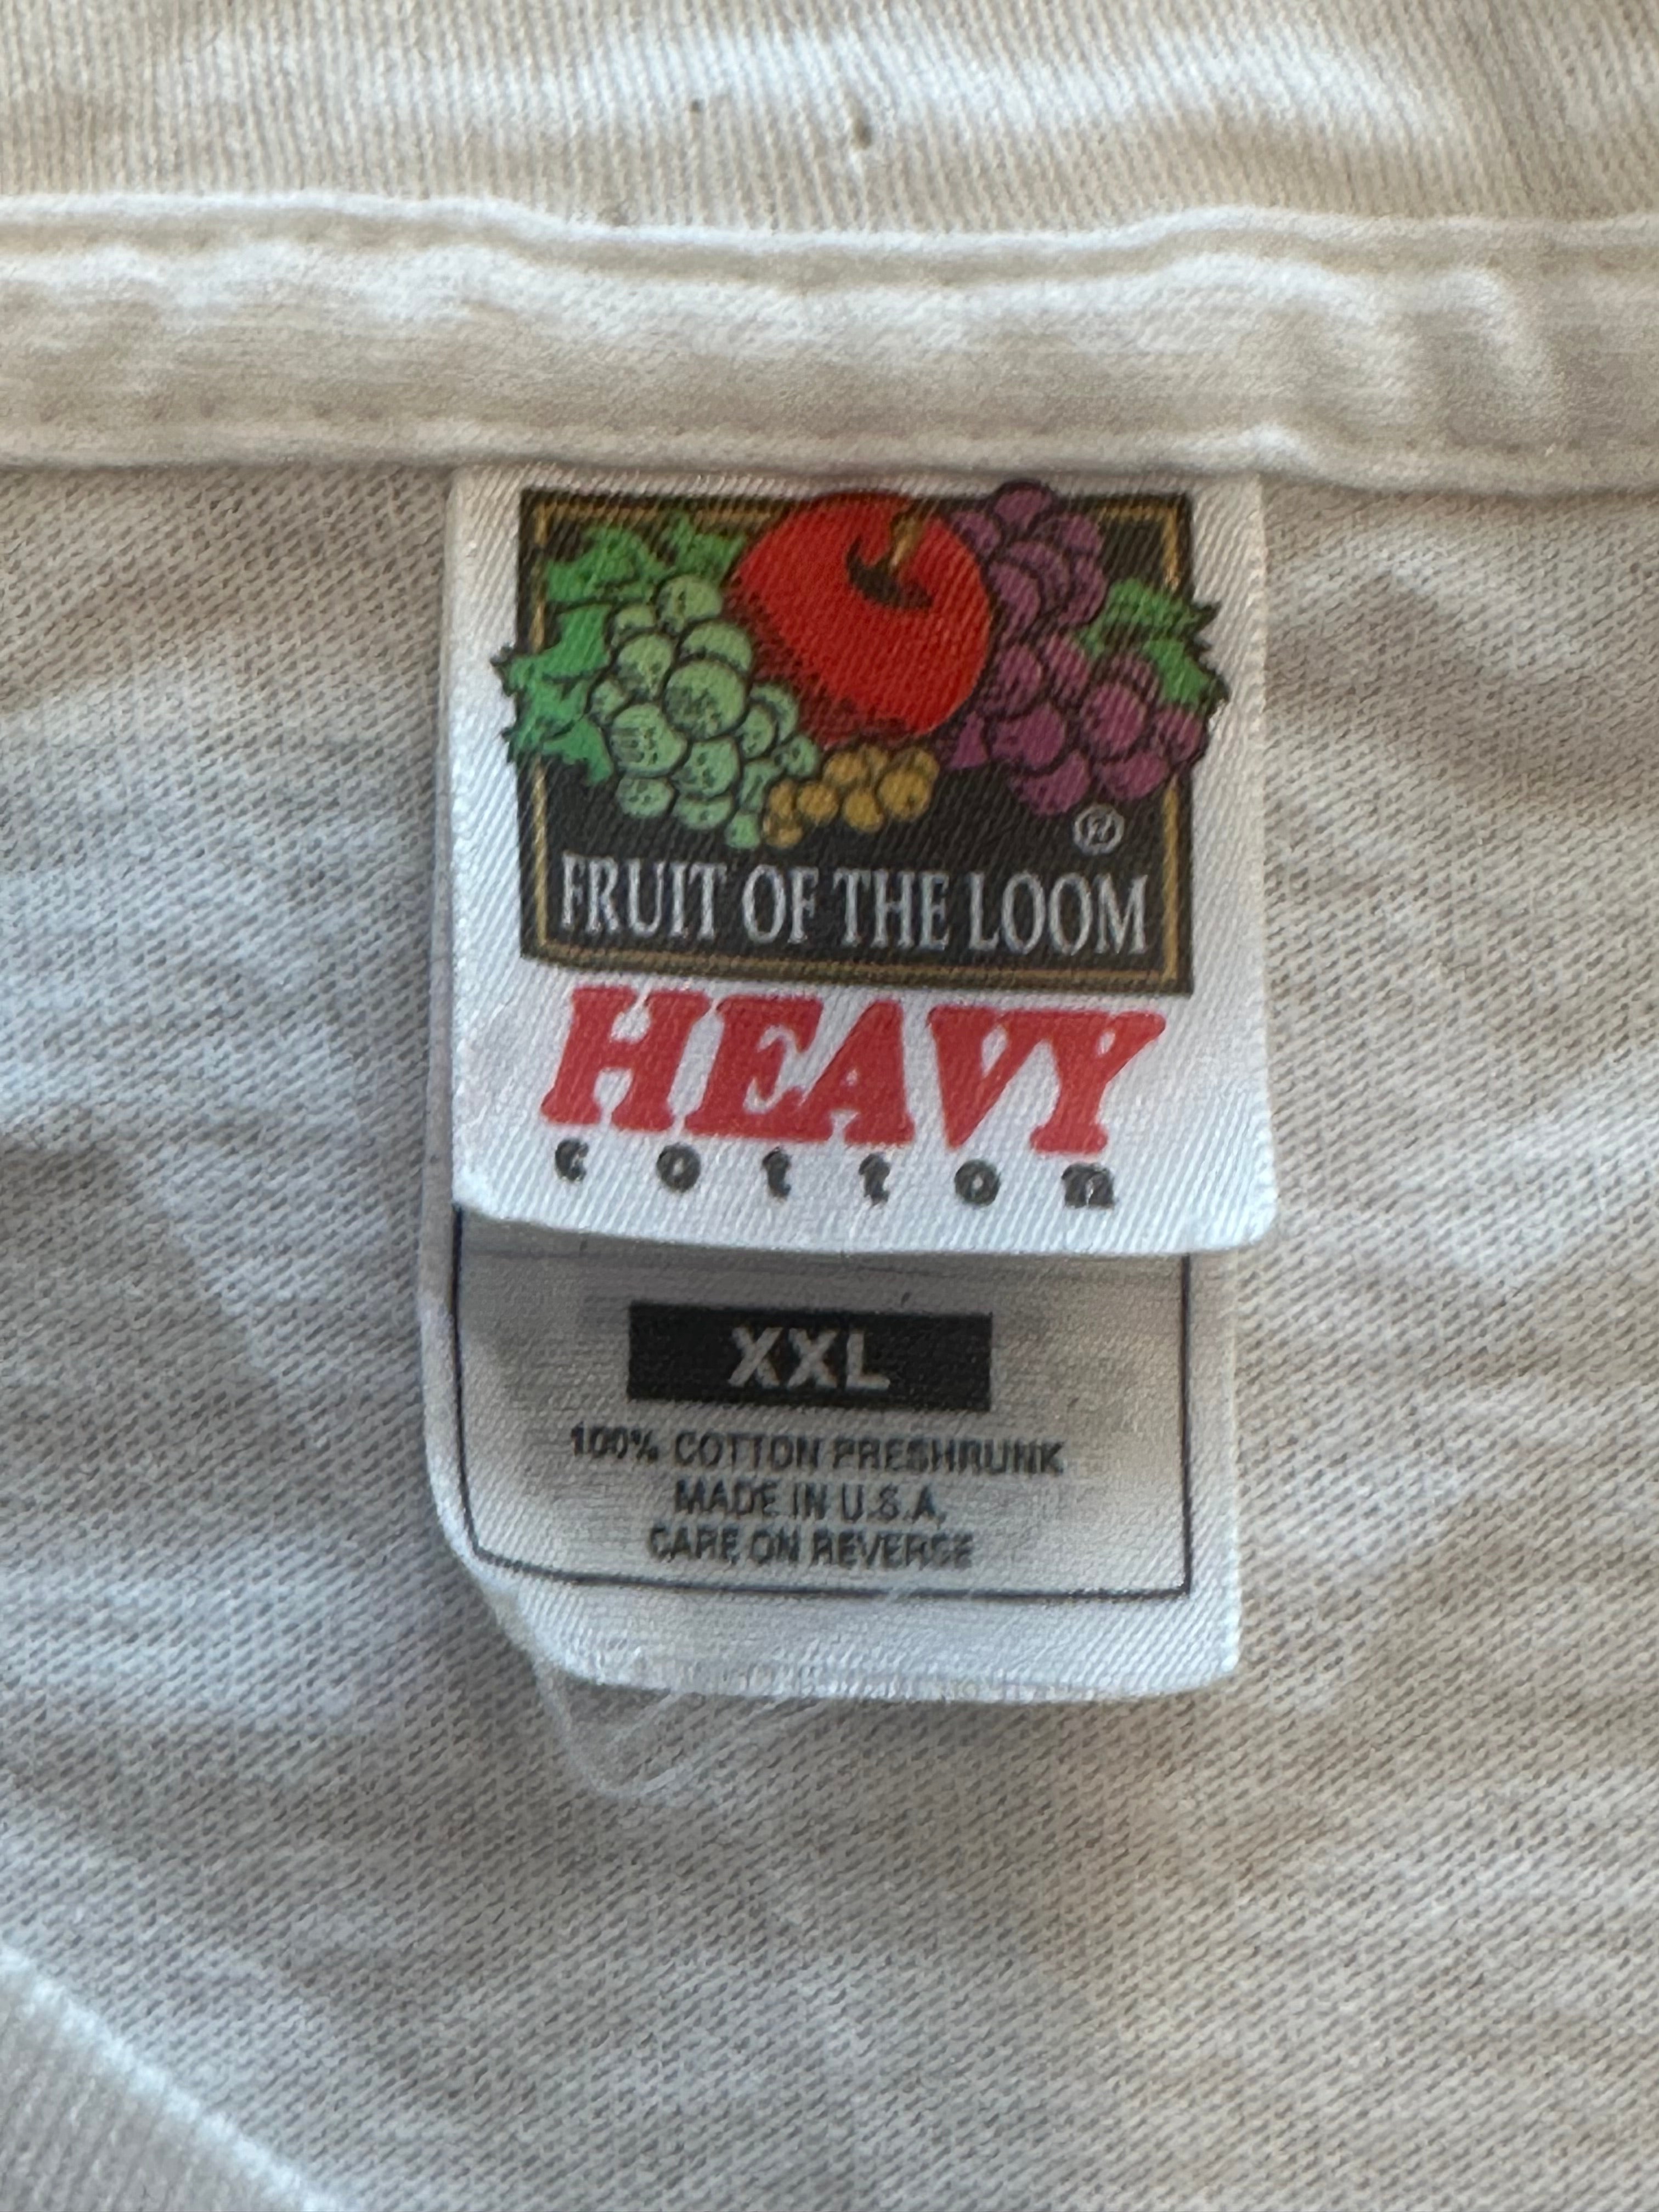 ®
FRUIT OF THE LOOM
HEAVY
cotton
XXL
100% COTTON PRESHRUNK
MADE IN U.S.A.
CARE ON REVERSE